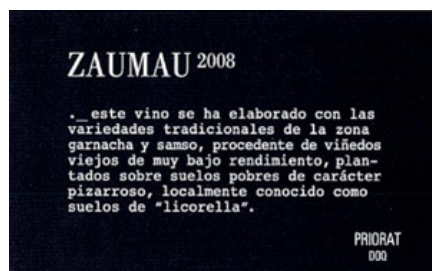 ZAUMAU 2008
._este vino se ha elaborado con las
variedades tradicionales de la zona
garnacha y samso, procedente de viñedos
viejos de muy bajo rendimiento, plan-
tados sobre suelos pobres de carácter
pizarroso, localmente conocido como
suelos de "licorella".
PRIORAT
DOQ